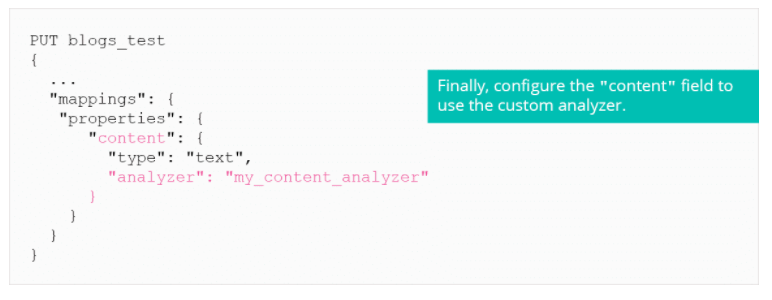 PUT blogs_test
{
  ...
  "mappings": {
   "properties": {
      "content": {
        "type": "text",
        "analyzer": "my_content_analyzer"
      }
    }
  }
}
Finally, configure the "content" field to
use the custom analyzer.